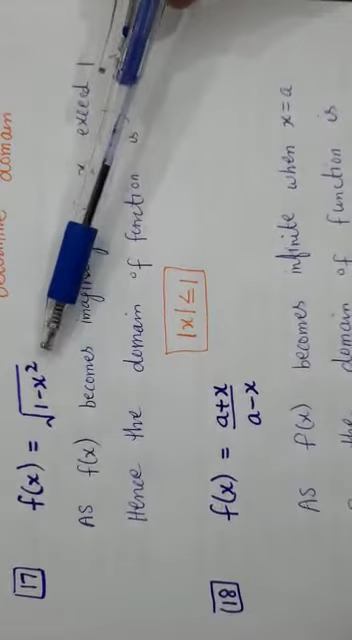 domain
17 f(x) = √1-x²
As f(x) becomes x exceed 1
Hence the domain of function is
|x| ≤ 1
18 f(x) = a+x / a-x
As f(x) becomes infinite when x=a
the domain of function is